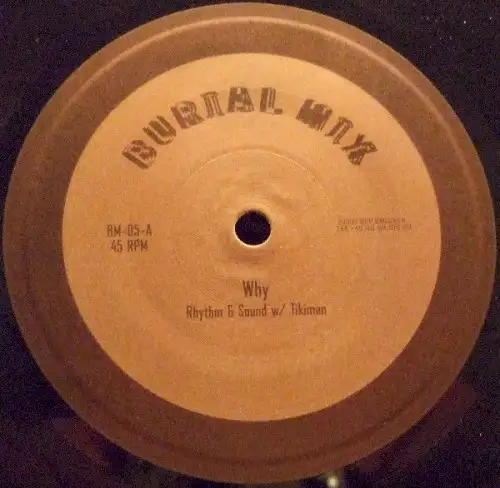 BURIAL MIX
BM-05-A
45 RPM
Why
Rhythm & Sound w/ Tikiman